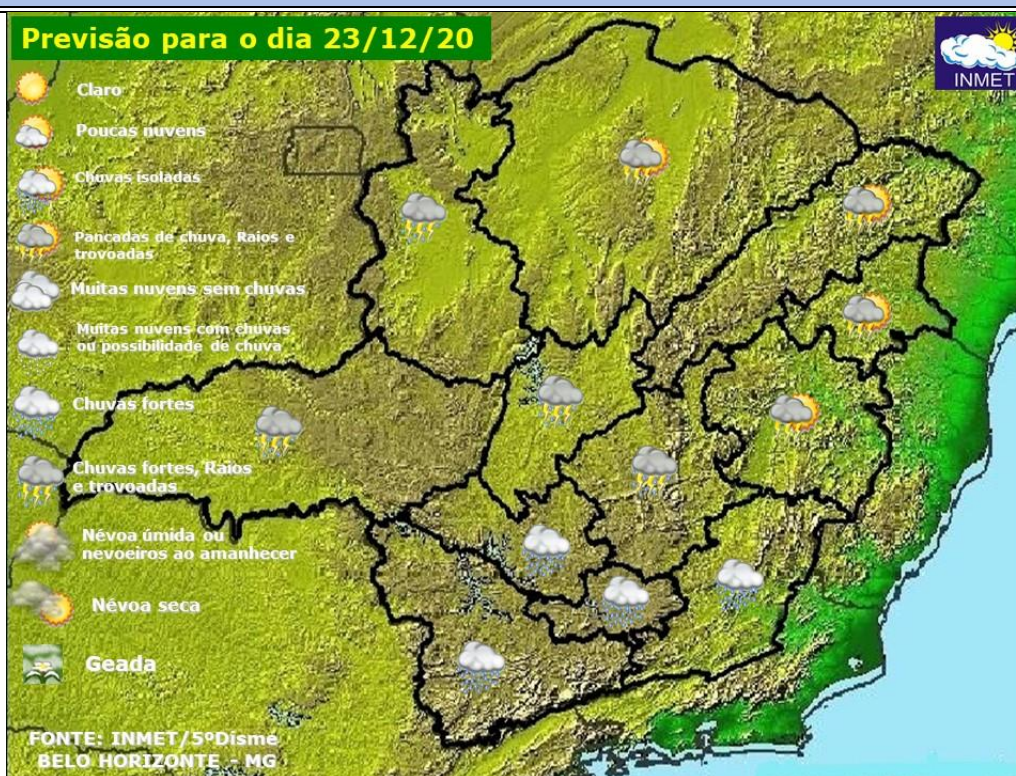 Previsão para o dia 23/12/20
INMET
Claro
Poucas nuvens
Chuvas isoladas
Pancadas de chuva, Raios e
trovoadas
Muitas nuvens sem chuvas
Muitas nuvens com chuvas
ou possibilidade de chuva
Chuvas fortes
Chuvas fortes, Raios
e trovoadas
Névoa úmida ou
nevoeiros ao amanhecer
Névoa seca
Geada
FONTE: INMET/5ºDisme
BELO HORIZONTE - MG